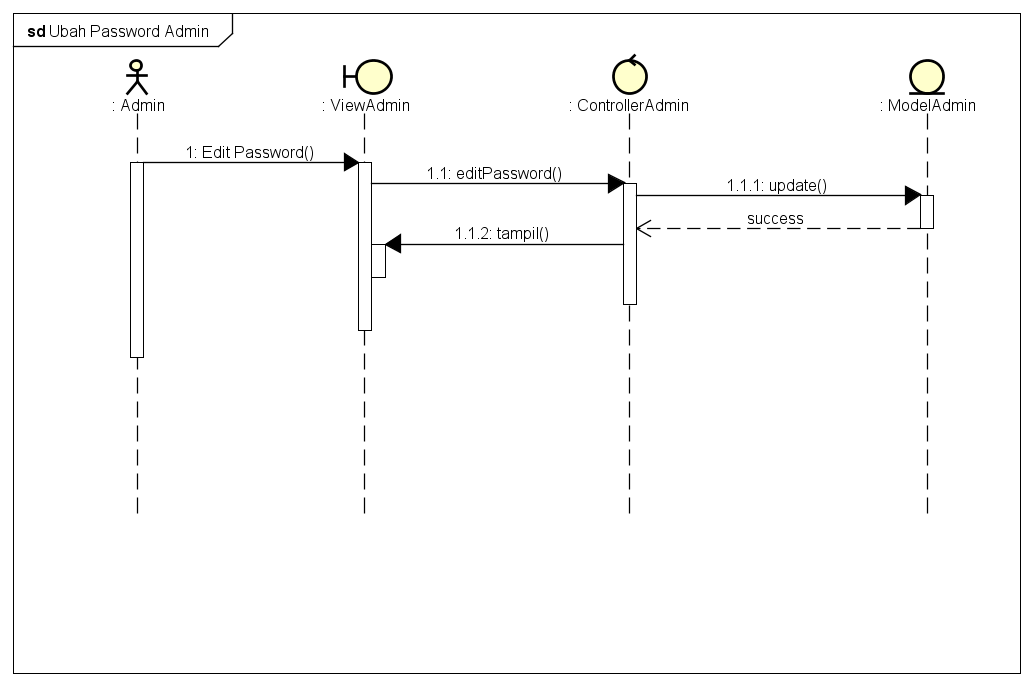 sd Ubah Password Admin
: Admin
: ViewAdmin
: ControllerAdmin
: ModelAdmin
1: Edit Password()
1.1: editPassword()
1.1.1: update()
success
1.1.2: tampil()